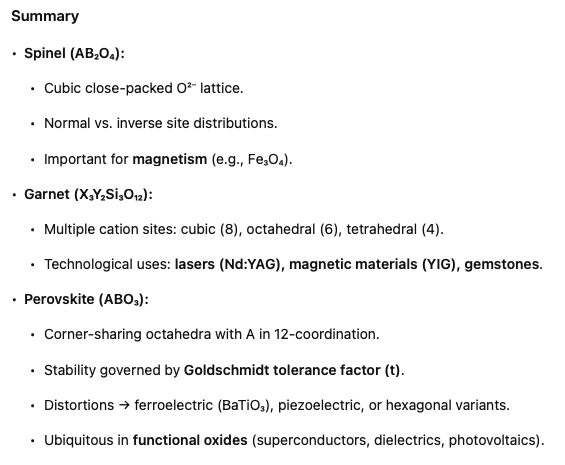 Summary
• Spinel (AB₂O₄):
• Cubic close-packed O²⁻ lattice.
• Normal vs. inverse site distributions.
• Important for magnetism (e.g., Fe₃O₄).
• Garnet (X₃Y₂Si₃O₁₂):
• Multiple cation sites: cubic (8), octahedral (6), tetrahedral (4).
• Technological uses: lasers (Nd:YAG), magnetic materials (YIG), gemstones.
• Perovskite (ABO₃):
• Corner-sharing octahedra with A in 12-coordination.
• Stability governed by Goldschmidt tolerance factor (t).
• Distortions → ferroelectric (BaTiO₃), piezoelectric, or hexagonal variants.
• Ubiquitous in functional oxides (superconductors, dielectrics, photovoltaics).